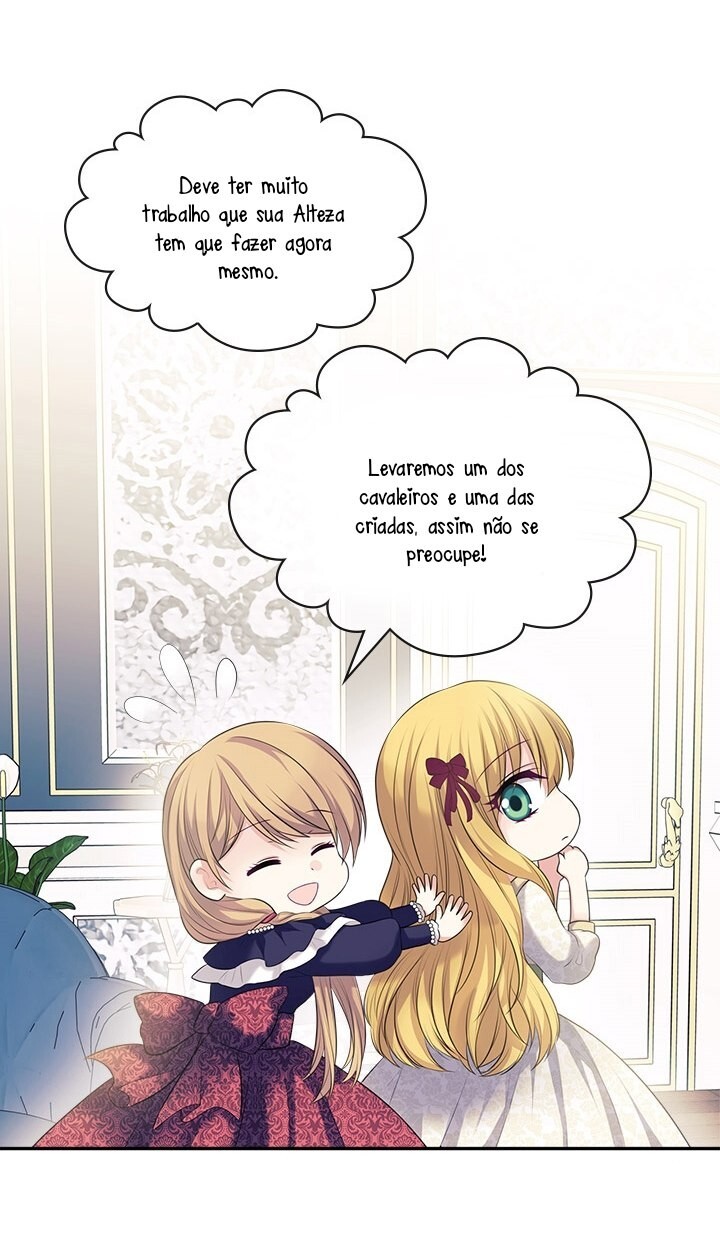 Deve ter muito
trabalho que sua Alteza
tem que fazer agora
mesmo.
Levaremos um dos
cavaleiros e uma das
criadas, assim não se
preocupe!